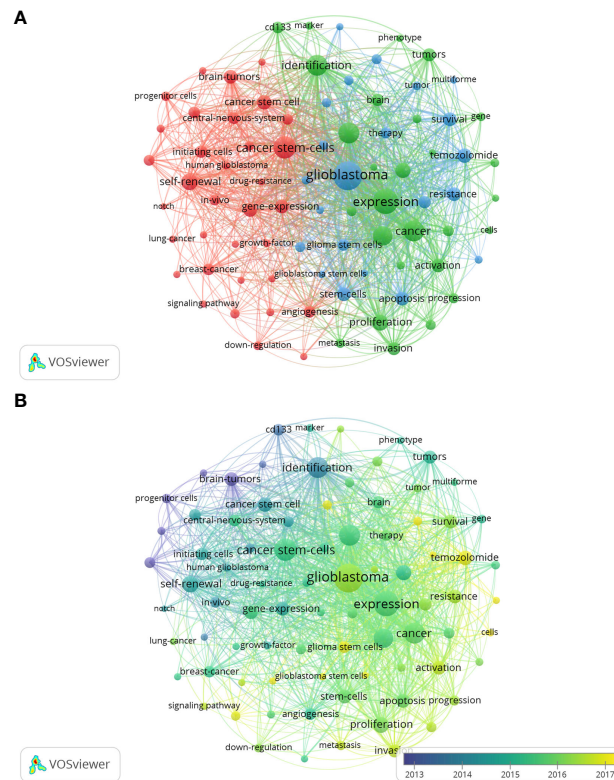 A
cd133
marker
phenotype
tumors
identification
brain-tumors
multiforme
tumor
progenitor cells
cancer stem cell
brain
central-nervous-system
survival
gene
therapy
initiating cells
cancer stem-cells
temozolomide
human glioblastoma
glioblastoma
self-renewal
drug-resistance
resistance
notch
in-vivo
gene-expression
expression
cells
lung-cancer
growth-factor
glioma stem cells
cancer
breast-cancer
glioblastoma stem cells
activation
signaling pathway
stem-cells
apoptosis
progression
angiogenesis
proliferation
down-regulation
metastasis
invasion
VOSviewer
B
cd133
marker
phenotype
tumors
identification
brain-tumors
multiforme
tumor
progenitor cells
cancer stem cell
brain
central-nervous-system
survival
gene
therapy
initiating cells
cancer stem-cells
temozolomide
human glioblastoma
glioblastoma
self-renewal
drug-resistance
resistance
notch
in-vivo
gene-expression
expression
cells
lung-cancer
growth-factor
glioma stem cells
cancer
breast-cancer
glioblastoma stem cells
activation
signaling pathway
stem-cells
apoptosis
progression
angiogenesis
proliferation
down-regulation
metastasis
VOSviewer
2013 2014 2015 2016